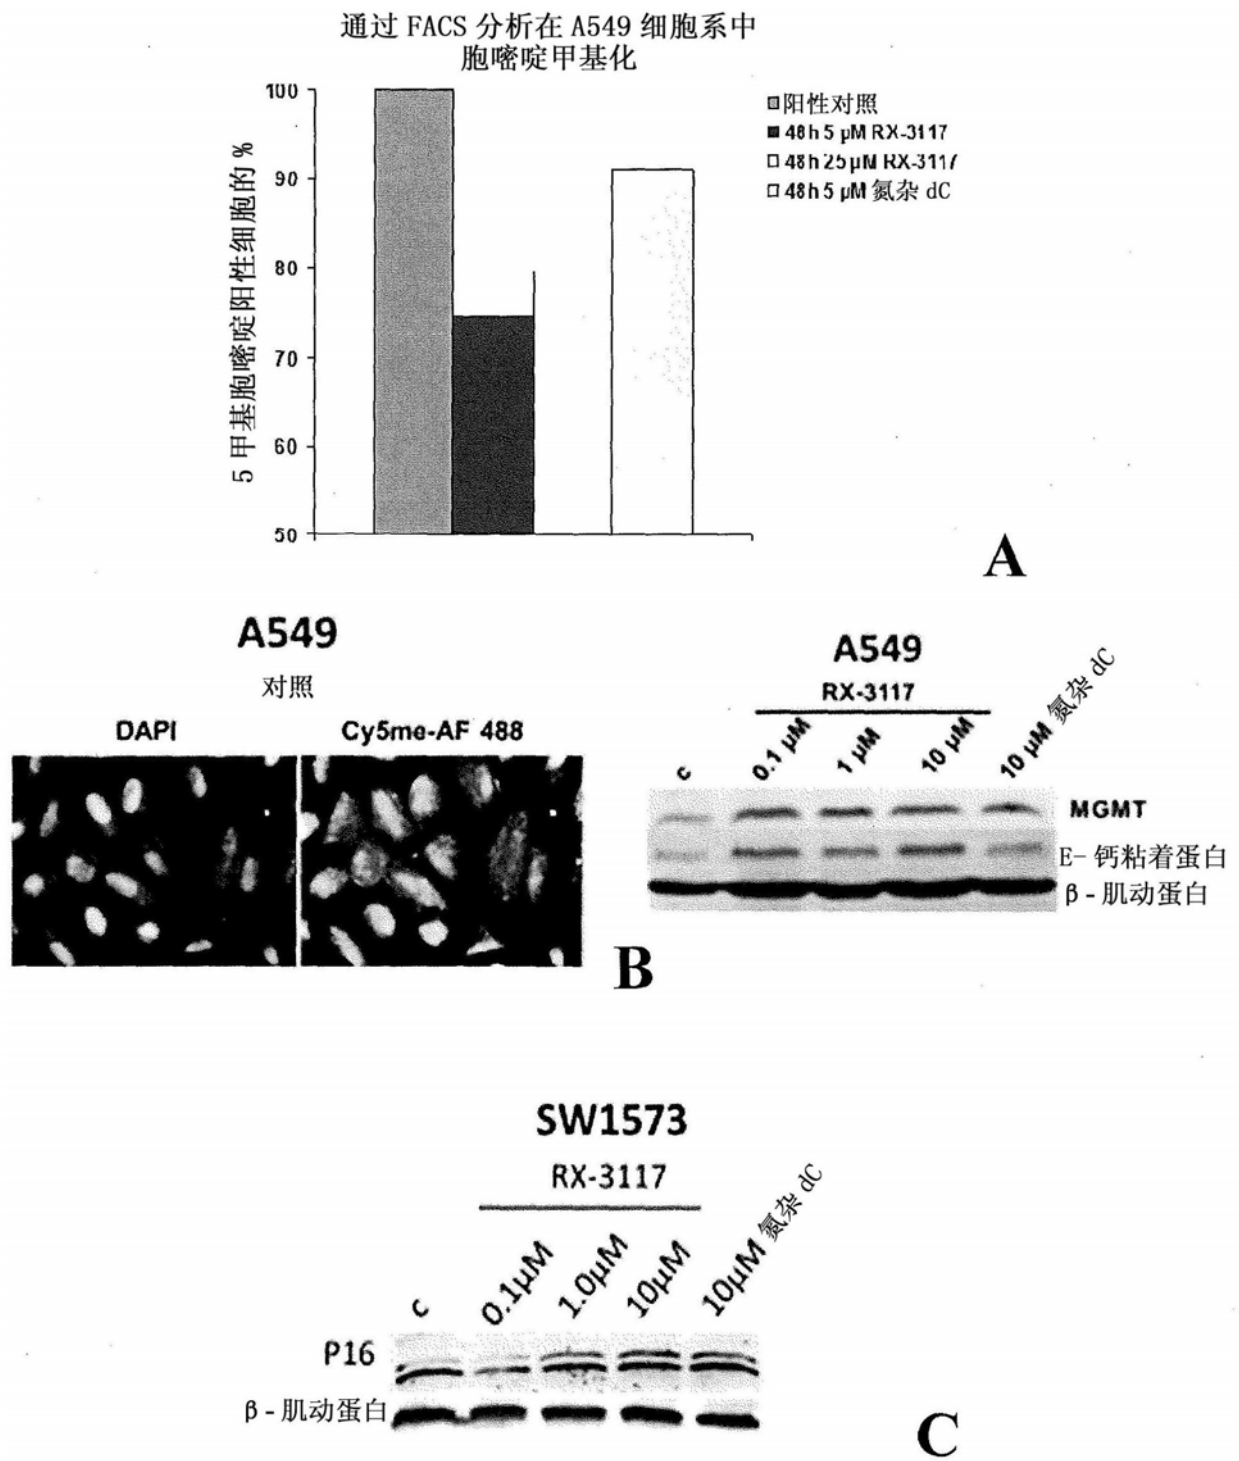 通过 FACS 分析在 A549 细胞系中
胞嘧啶甲基化
5 甲基胞嘧啶阳性细胞的 %
100
90
80
70
60
50
阳性对照
48h 5 µM RX-3117
48h 25 µM RX-3117
48h 5 µM 氮杂 dC
A
A549
对照
DAPI
Cy5me-AF 488
B
A549
RX-3117
c
0.1 µM
1 µM
10 µM
10 µM 氮杂 dC
MGMT
E- 钙粘着蛋白
β - 肌动蛋白
SW1573
RX-3117
c
0.1µM
1.0µM
10µM
10µM 氮杂 dC
P16
β - 肌动蛋白
C